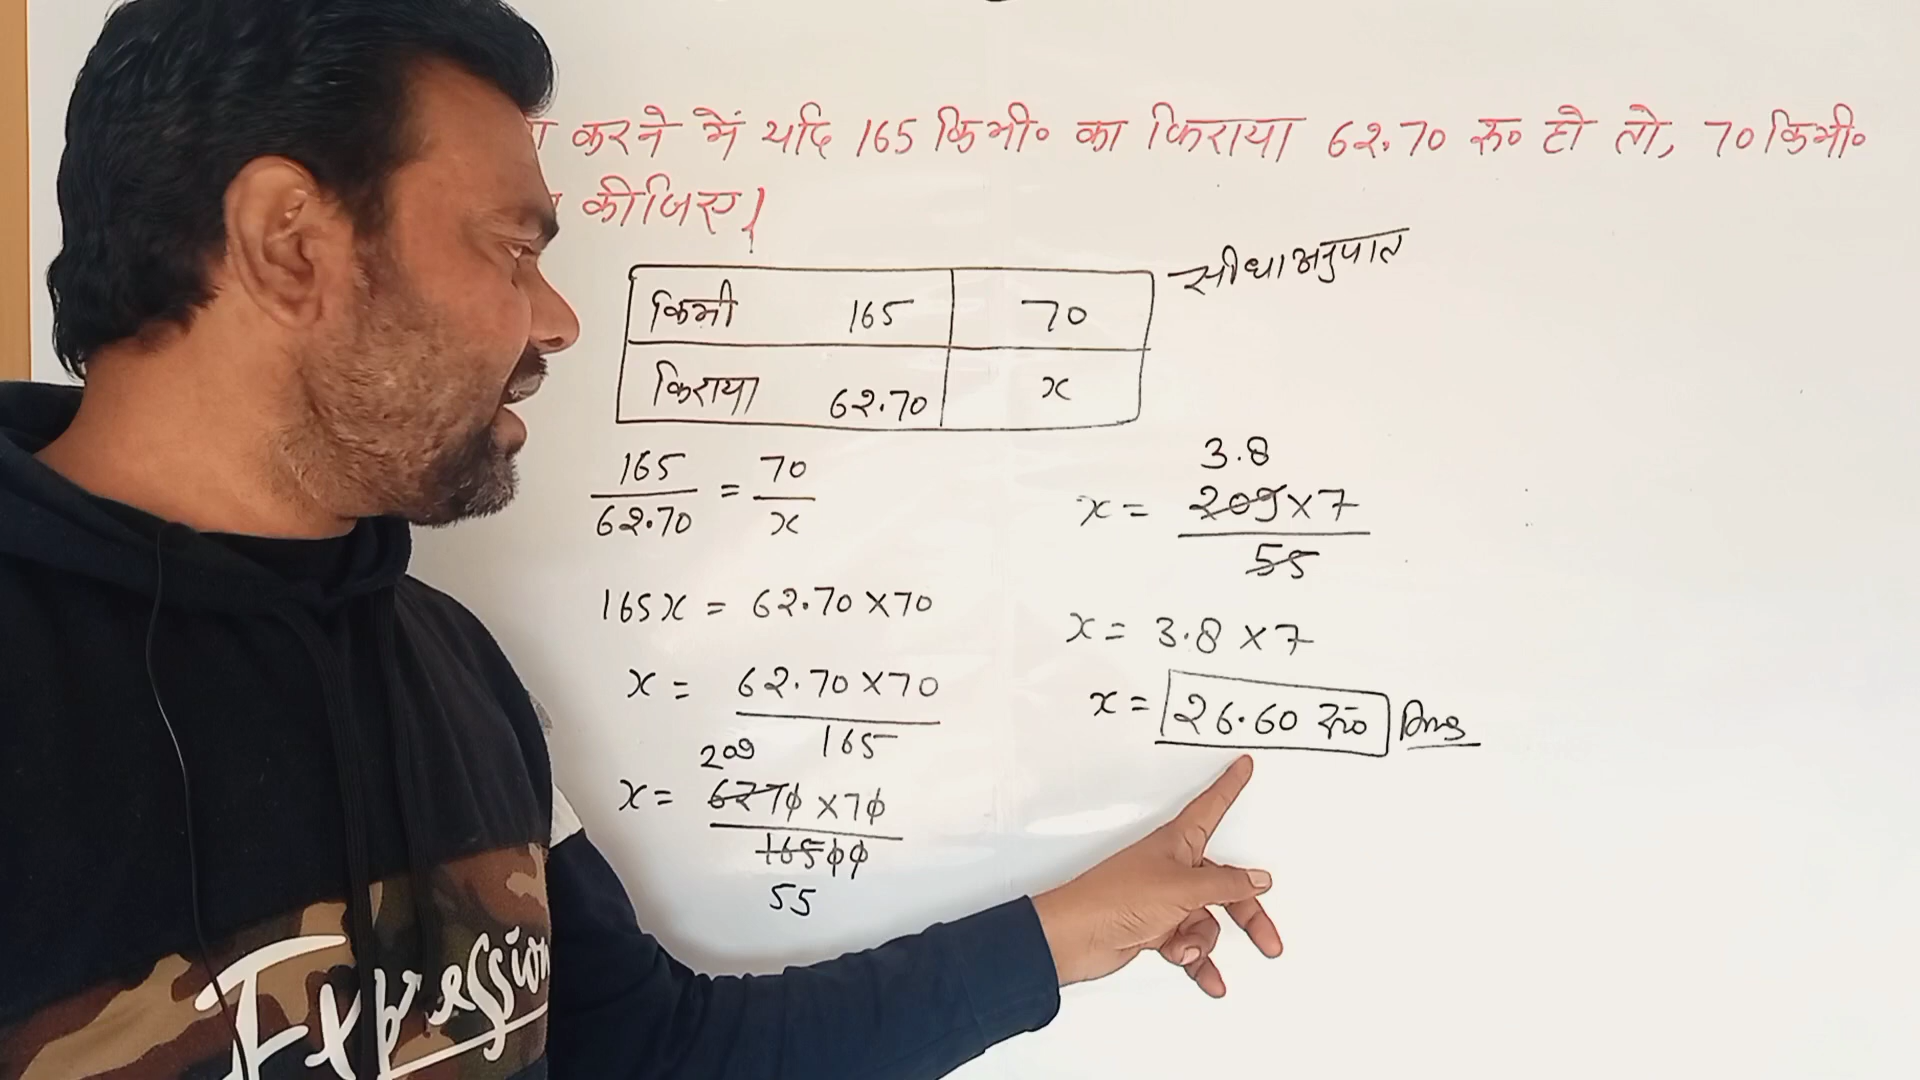 करने में यदि 165 किमी० का किराया 62.70 रू० हो तो, 70 किमी०
कीजिए।
सीधा अनुपात
किमी 165 70
किराया 62.70 x
165/62.70 = 70/x
165x = 62.70 x 70
x = 62.70 x 70 / 165
209
x = 6270 x 70 / 16500
55
3.8
x = 209 x 7 / 55
x = 3.8 x 7
x = 26.60 रू० Ans
Expression